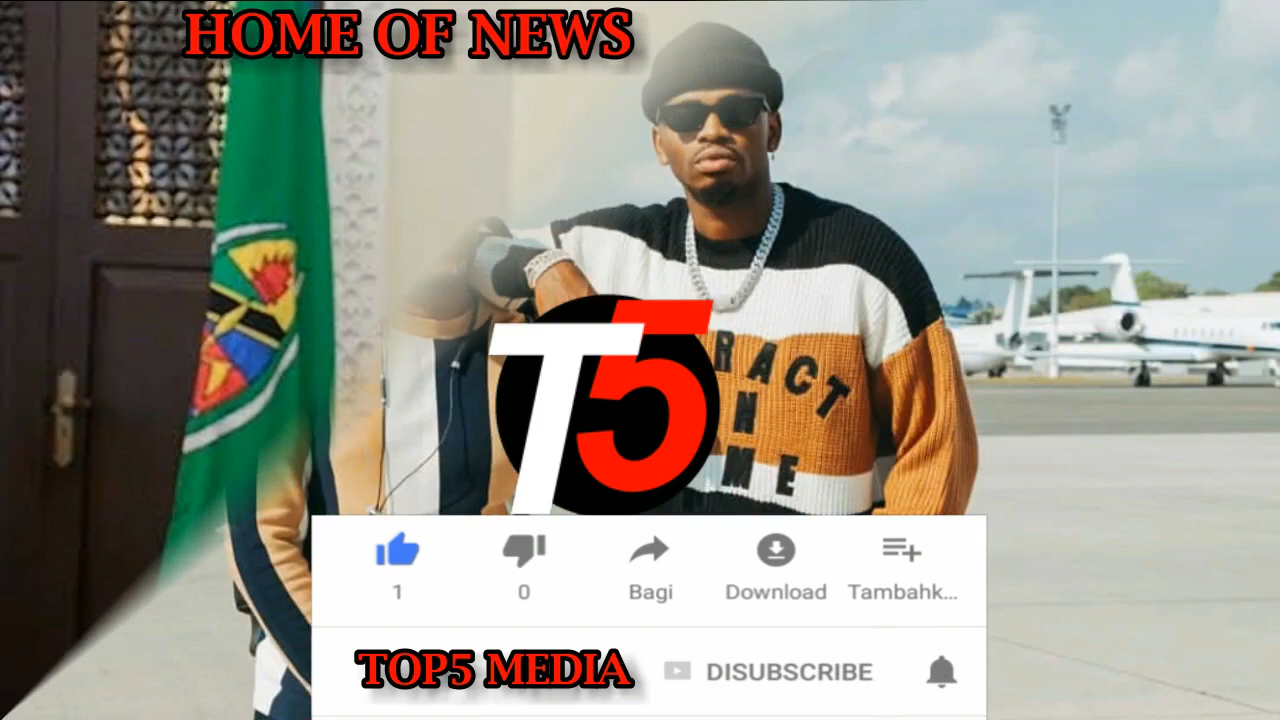 HOME OF NEWS
T5
RACT
N
ME
1
0
Bagi
Download
Tambahk...
TOP5 MEDIA
DISUBSCRIBE